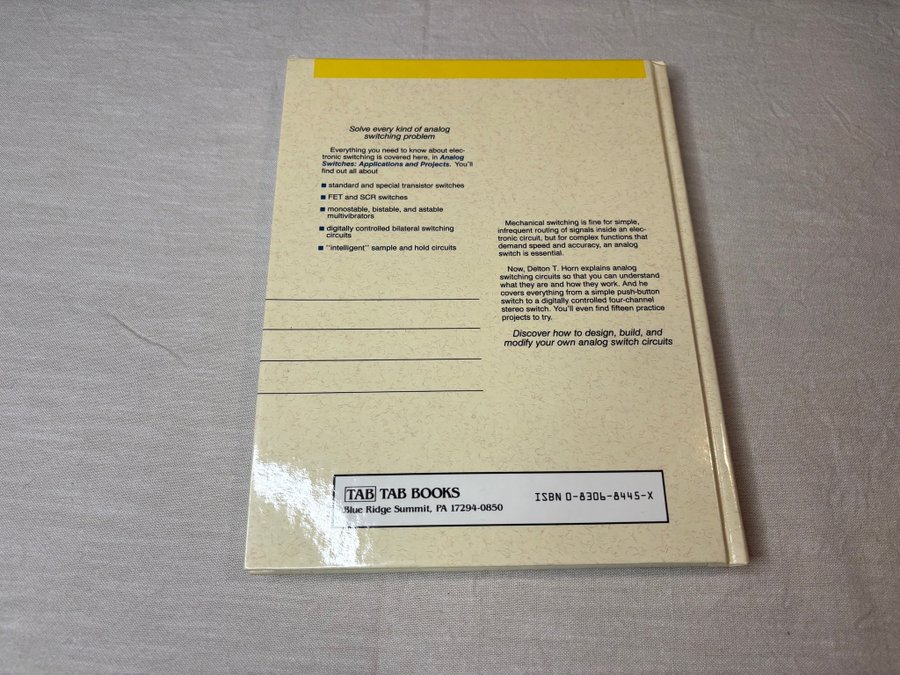 Solve every kind of analog
switching problem
Everything you need to know about elec-
tronic switching is covered here, in Analog
Switches: Applications and Projects. You'll
find out all about
■ standard and special transistor switches
■ FET and SCR switches
■ monostable, bistable, and astable
multivibrators
■ digitally controlled bilateral switching
circuits
■ "intelligent" sample and hold circuits
Mechanical switching is fine for simple,
infrequent routing of signals inside an elec-
tronic circuit, but for complex functions that
demand speed and accuracy, an analog
switch is essential.
Now, Delton T. Horn explains analog
switching circuits so that you can understand
what they are and how they work. And he
covers everything from a simple push-button
switch to a digitally controlled four-channel
stereo switch. You'll even find fifteen practice
projects to try.
Discover how to design, build, and
modify your own analog switch circuits
TAB TAB BOOKS
Blue Ridge Summit, PA 17294-0850
ISBN 0-8306-8445-X